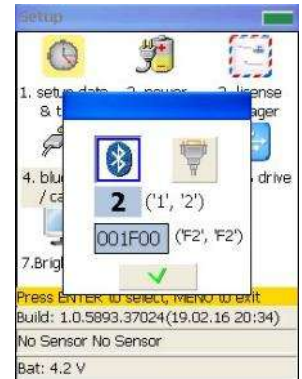 Setup
1. setup date 2. power 3. license
& t ager
4. blu & drive
/ ca
2 ('1', '2')
001F00 ('F2', 'F2')
7.Brigh
Press ENTER to select, MENU to exit
Build: 1.0.5893.37024(19.02.16 20:34)
No Sensor No Sensor
Bat: 4.2 V